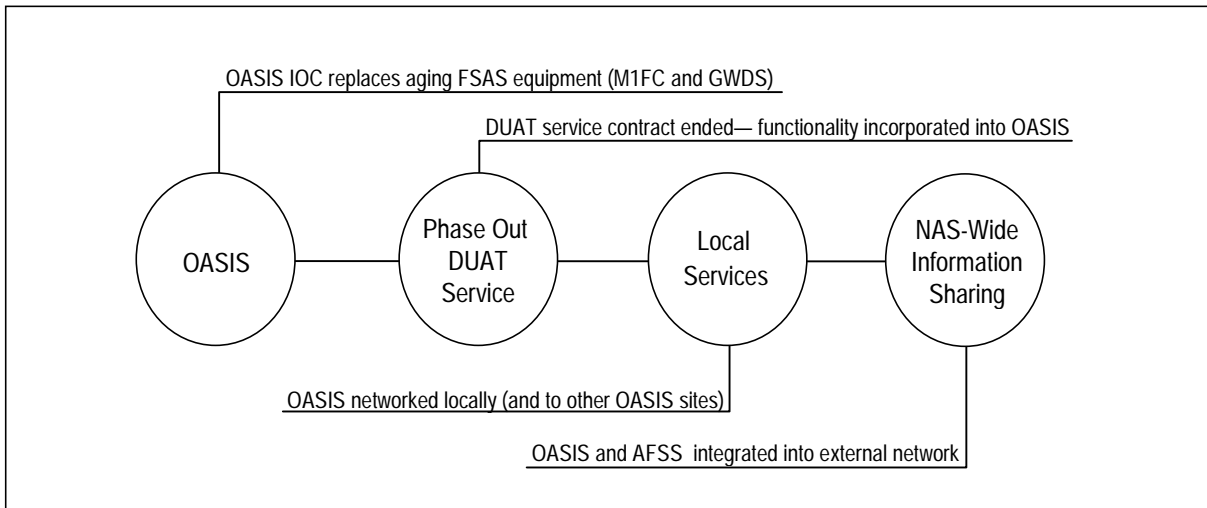 OASIS IOC replaces aging FSAS equipment (M1FC and GWDS)
DUAT service contract ended— functionality incorporated into OASIS
OASIS
Phase Out
DUAT
Service
Local
Services
NAS-Wide
Information
Sharing
OASIS networked locally (and to other OASIS sites)
OASIS and AFSS integrated into external network